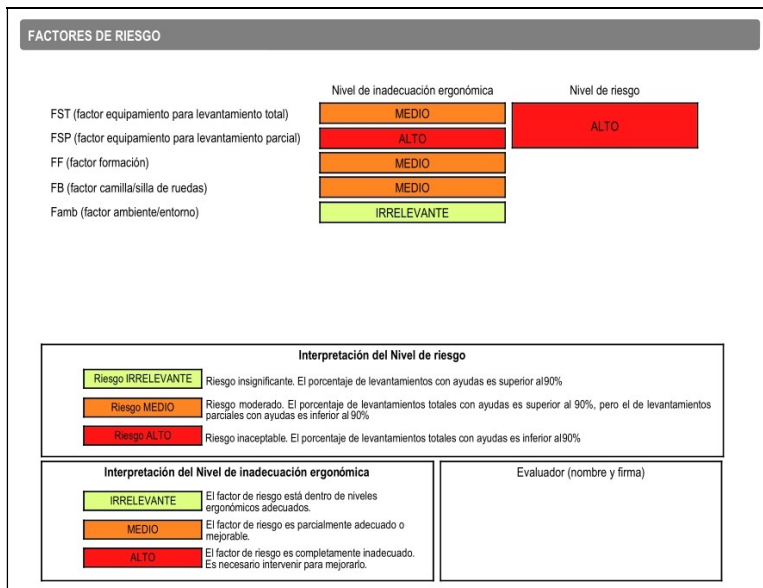 FACTORES DE RIESGO
Nivel de inadecuación ergonómica
Nivel de riesgo
FST (factor equipamiento para levantamiento total)
MEDIO
ALTO
FSP (factor equipamiento para levantamiento parcial)
ALTO
FF (factor formación)
MEDIO
FB (factor camilla/silla de ruedas)
MEDIO
Famb (factor ambiente/entorno)
IRRELEVANTE
Interpretación del Nivel de riesgo
Riesgo IRRELEVANTE
Riesgo insignificante. El porcentaje de levantamientos con ayudas es superior al90%
Riesgo MEDIO
Riesgo moderado. El porcentaje de levantamientos totales con ayudas es superior al 90%, pero el de levantamientos
parciales con ayudas es inferior al 90%
Riesgo ALTO
Riesgo inaceptable. El porcentaje de levantamientos totales con ayudas es inferior al90%
Interpretación del Nivel de inadecuación ergonómica
IRRELEVANTE
El factor de riesgo está dentro de niveles
ergonómicos adecuados.
MEDIO
El factor de riesgo es parcialmente adecuado o
mejorable.
ALTO
El factor de riesgo es completamente inadecuado.
Es necesario intervenir para mejorarlo.
Evaluador (nombre y firma)